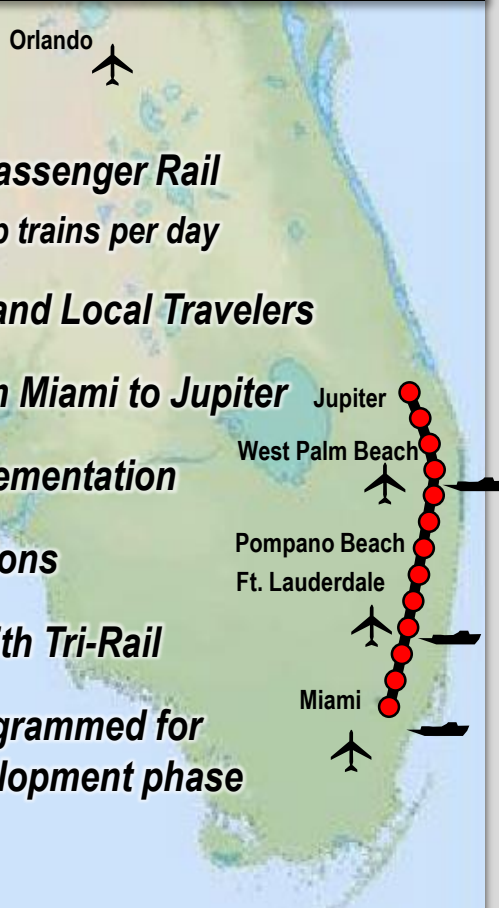 Orlando
assenger Rail
p trains per day
and Local Travelers
n Miami to Jupiter
Jupiter
West Palm Beach
ementation
Pompano Beach
ons
Ft. Lauderdale
ith Tri-Rail
Miami
grammed for
lopment phase